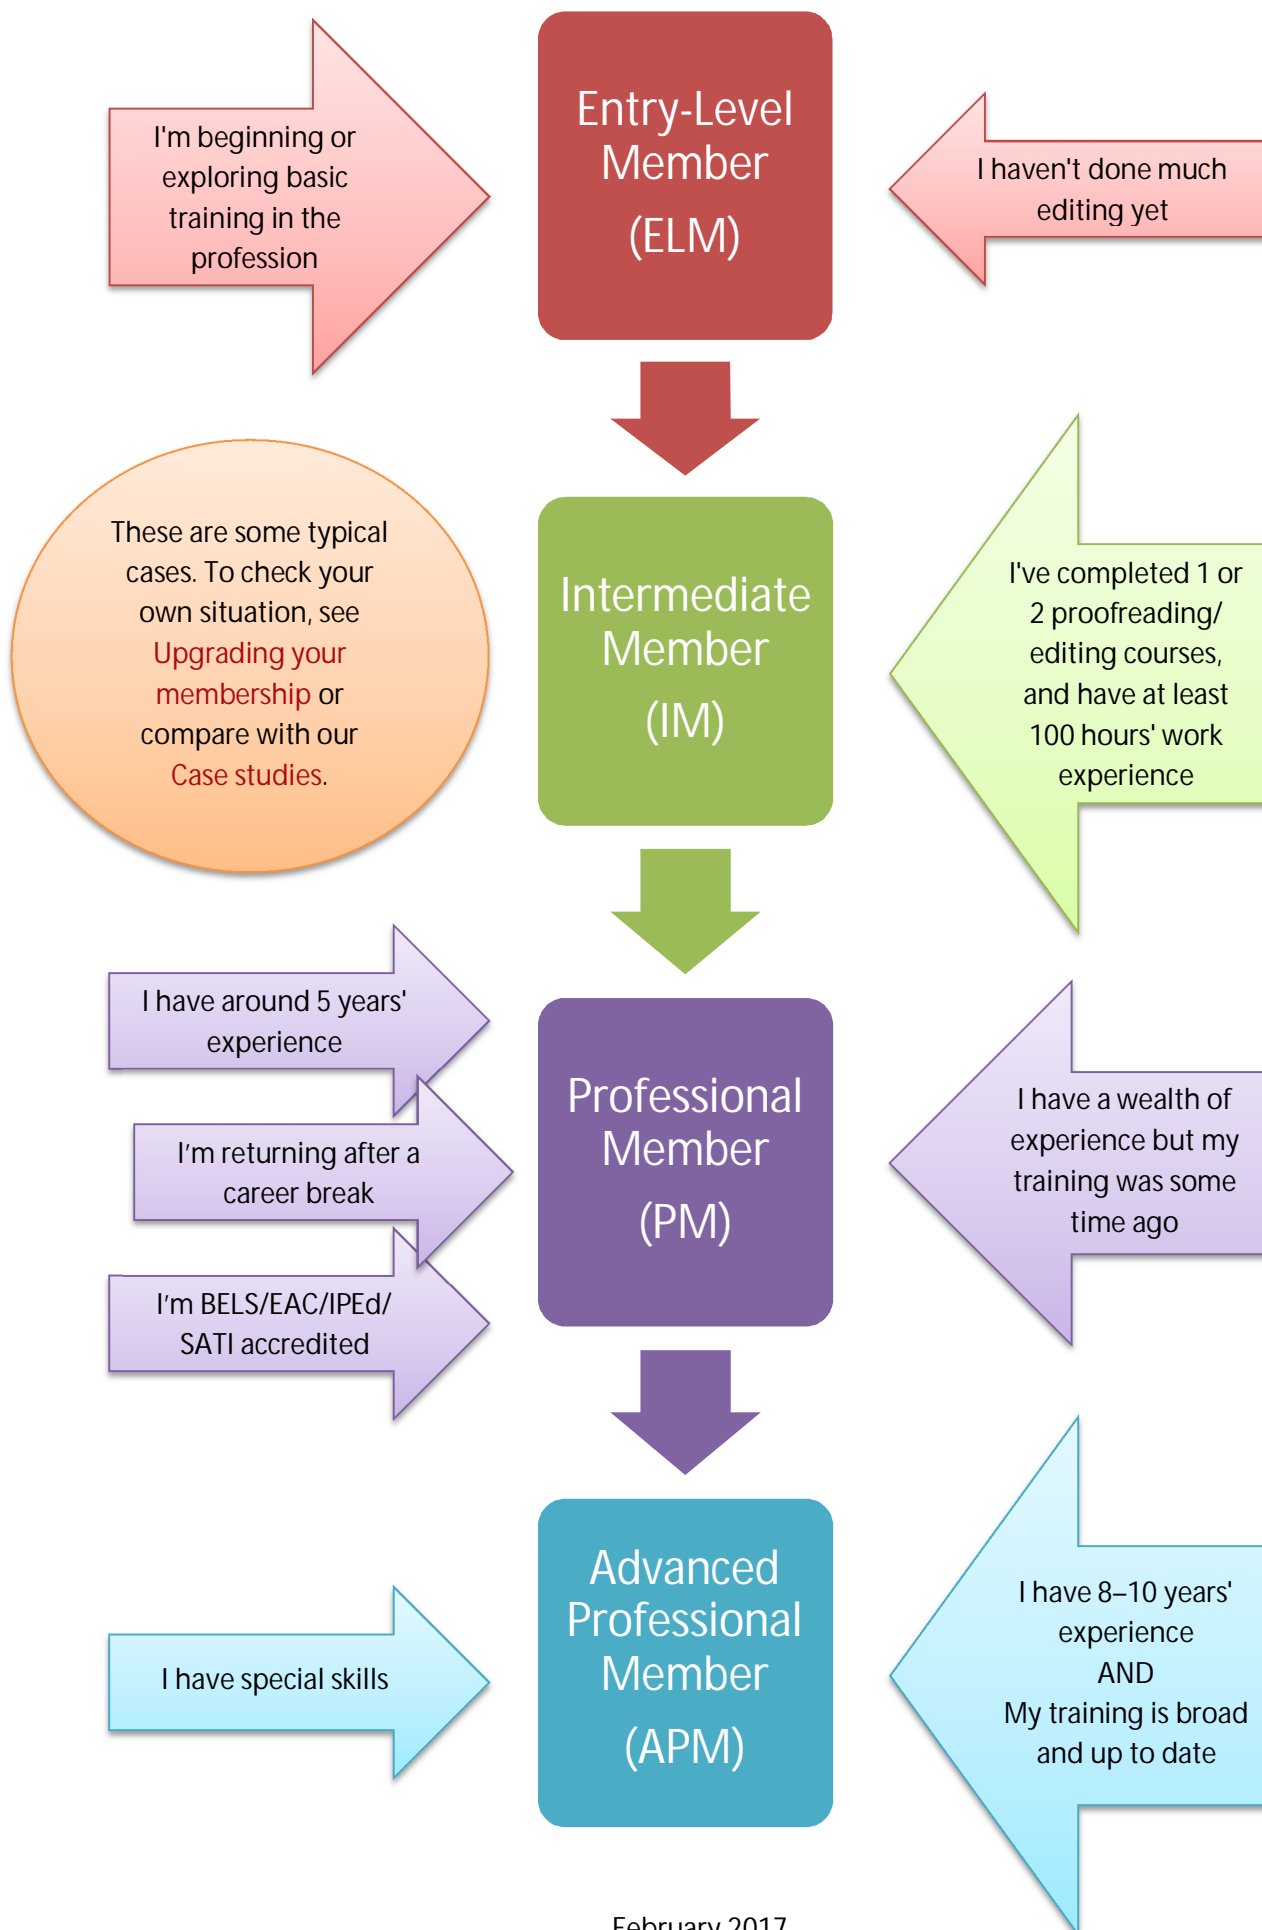 I'm beginning or
exploring basic
training in the
profession
Entry-Level
Member
(ELM)
I haven't done much
editing yet
These are some typical
cases. To check your
own situation, see
Upgrading your
membership or
compare with our
Case studies.
Intermediate
Member
(IM)
I've completed 1 or
2 proofreading/
editing courses,
and have at least
100 hours' work
experience
I have around 5 years'
experience
I'm returning after a
career break
I'm BELS/EAC/IPEd/
SATI accredited
Professional
Member
(PM)
I have a wealth of
experience but my
training was some
time ago
I have special skills
Advanced
Professional
Member
(APM)
I have 8–10 years'
experience
AND
My training is broad
and up to date
February 2017